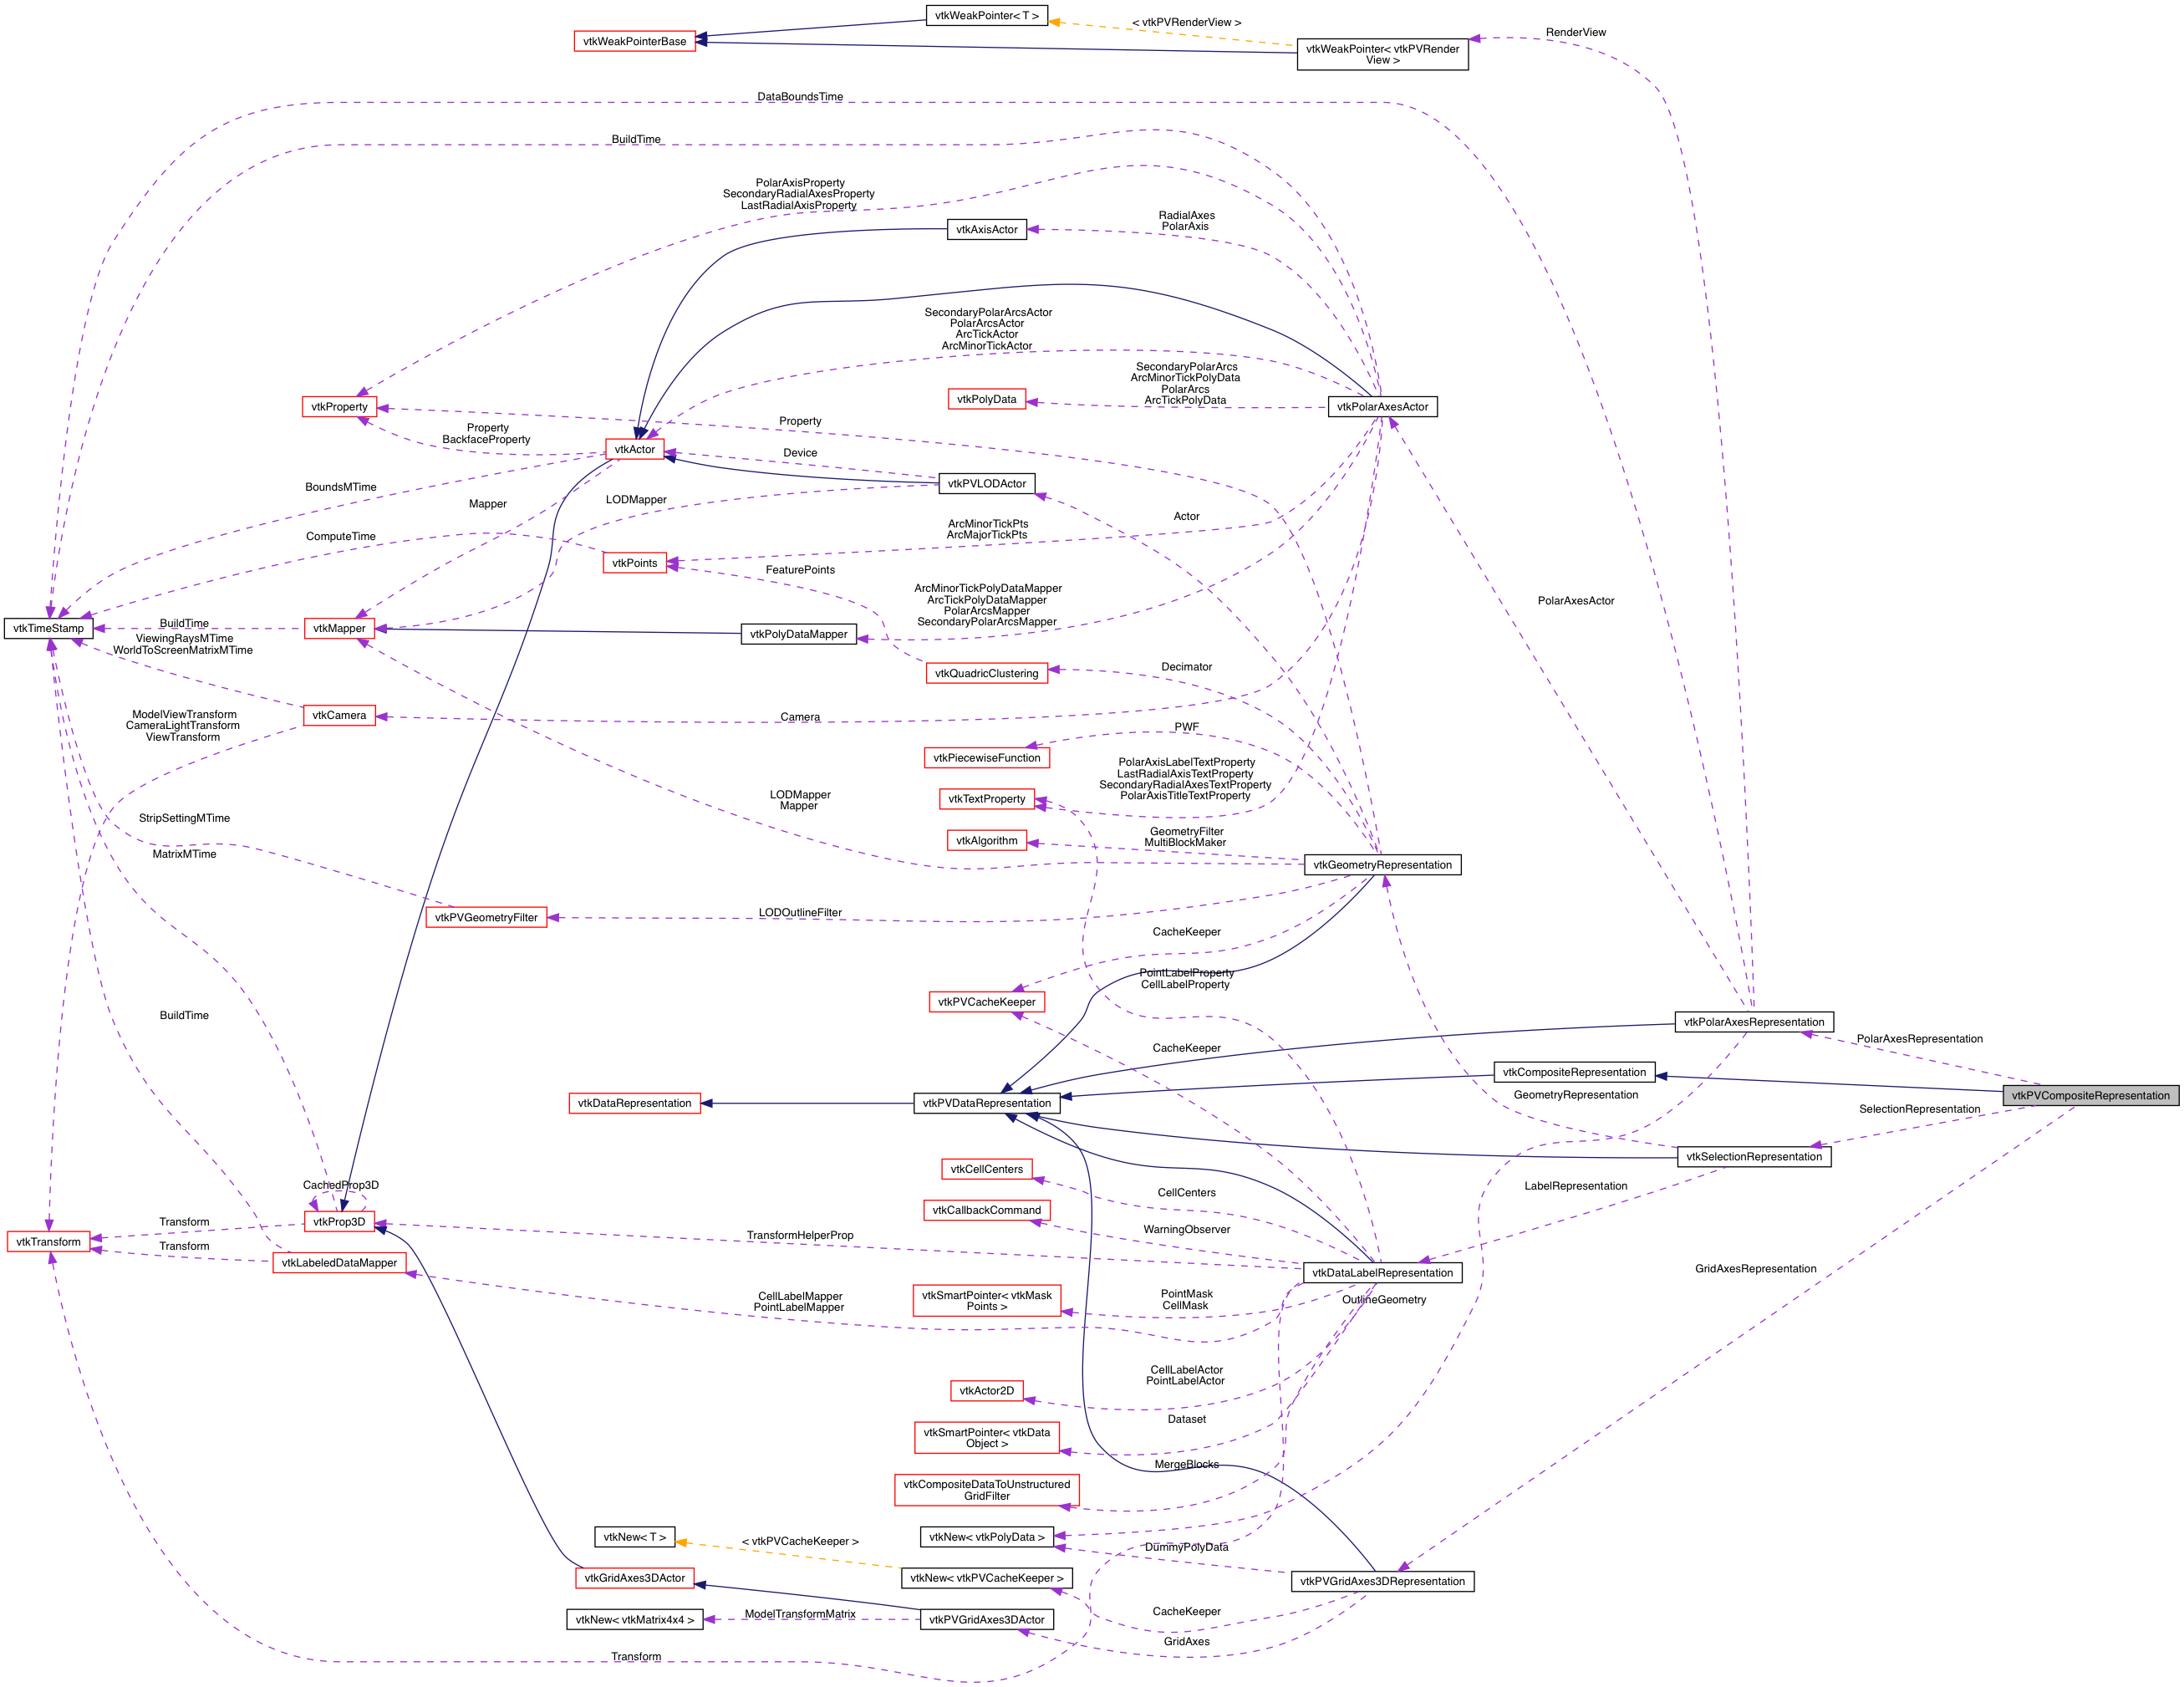 vtkWeakPointer< T >
< vtkPVRenderView >
RenderView
vtkWeakPointerBase
vtkWeakPointer< vtkPVRender
View >
DataBoundsTime
BuildTime
PolarAxisProperty
SecondaryRadialAxesProperty
LastRadialAxisProperty
RadialAxes
PolarAxis
vtkAxisActor
SecondaryPolarArcsActor
PolarArcsActor
ArcTickActor
ArcMinorTickActor
SecondaryPolarArcs
ArcMinorTickPolyData
PolarArcs
ArcTickPolyData
vtkPolyData
vtkPolarAxesActor
vtkProperty
Property
Property
BackfaceProperty
vtkActor
Device
vtkPVLODActor
BoundsMTime
Mapper
LODMapper
ArcMinorTickPts
ArcMajorTickPts
Actor
ComputeTime
vtkPoints
FeaturePoints
ArcMinorTickPolyDataMapper
ArcTickPolyDataMapper
PolarArcsMapper
SecondaryPolarArcsMapper
PolarAxesActor
vtkTimeStamp
BuildTime
vtkMapper
vtkPolyDataMapper
ViewingRaysMTime
WorldToScreenMatrixMTime
vtkQuadricClustering
Decimator
vtkCamera
Camera
ModelViewTransform
CameraLightTransform
ViewTransform
PWF
vtkPiecewiseFunction
PolarAxisLabelTextProperty
LastRadialAxisTextProperty
SecondaryRadialAxesTextProperty
PolarAxisTitleTextProperty
vtkTextProperty
LODMapper
Mapper
StripSettingMTime
vtkAlgorithm
GeometryFilter
MultiBlockMaker
MatrixMTime
vtkGeometryRepresentation
vtkPVGeometryFilter
LODOutlineFilter
CacheKeeper
PointLabelProperty
CellLabelProperty
vtkPVCacheKeeper
BuildTime
vtkPolarAxesRepresentation
PolarAxesRepresentation
CacheKeeper
vtkCompositeRepresentation
vtkDataRepresentation
vtkPVDataRepresentation
GeometryRepresentation
vtkPVCompositeRepresentation
SelectionRepresentation
vtkSelectionRepresentation
vtkCellCenters
CellCenters
LabelRepresentation
CachedProp3D
vtkCallbackCommand
WarningObserver
Transform
vtkProp3D
TransformHelperProp
vtkTransform
Transform
vtkLabeledDataMapper
vtkDataLabelRepresentation
GridAxesRepresentation
CellLabelMapper
PointLabelMapper
vtkSmartPointer< vtkMask
Points >
PointMask
CellMask
OutlineGeometry
vtkActor2D
CellLabelActor
PointLabelActor
Dataset
vtkSmartPointer< vtkData
Object >
MergeBlocks
vtkCompositeDataToUnstructured
GridFilter
vtkNew< T >
< vtkPVCacheKeeper >
vtkNew< vtkPolyData >
DummyPolyData
vtkGridAxes3DActor
vtkNew< vtkPVCacheKeeper >
vtkPVGridAxes3DRepresentation
vtkNew< vtkMatrix4x4 >
ModelTransformMatrix
vtkPVGridAxes3DActor
CacheKeeper
GridAxes
Transform